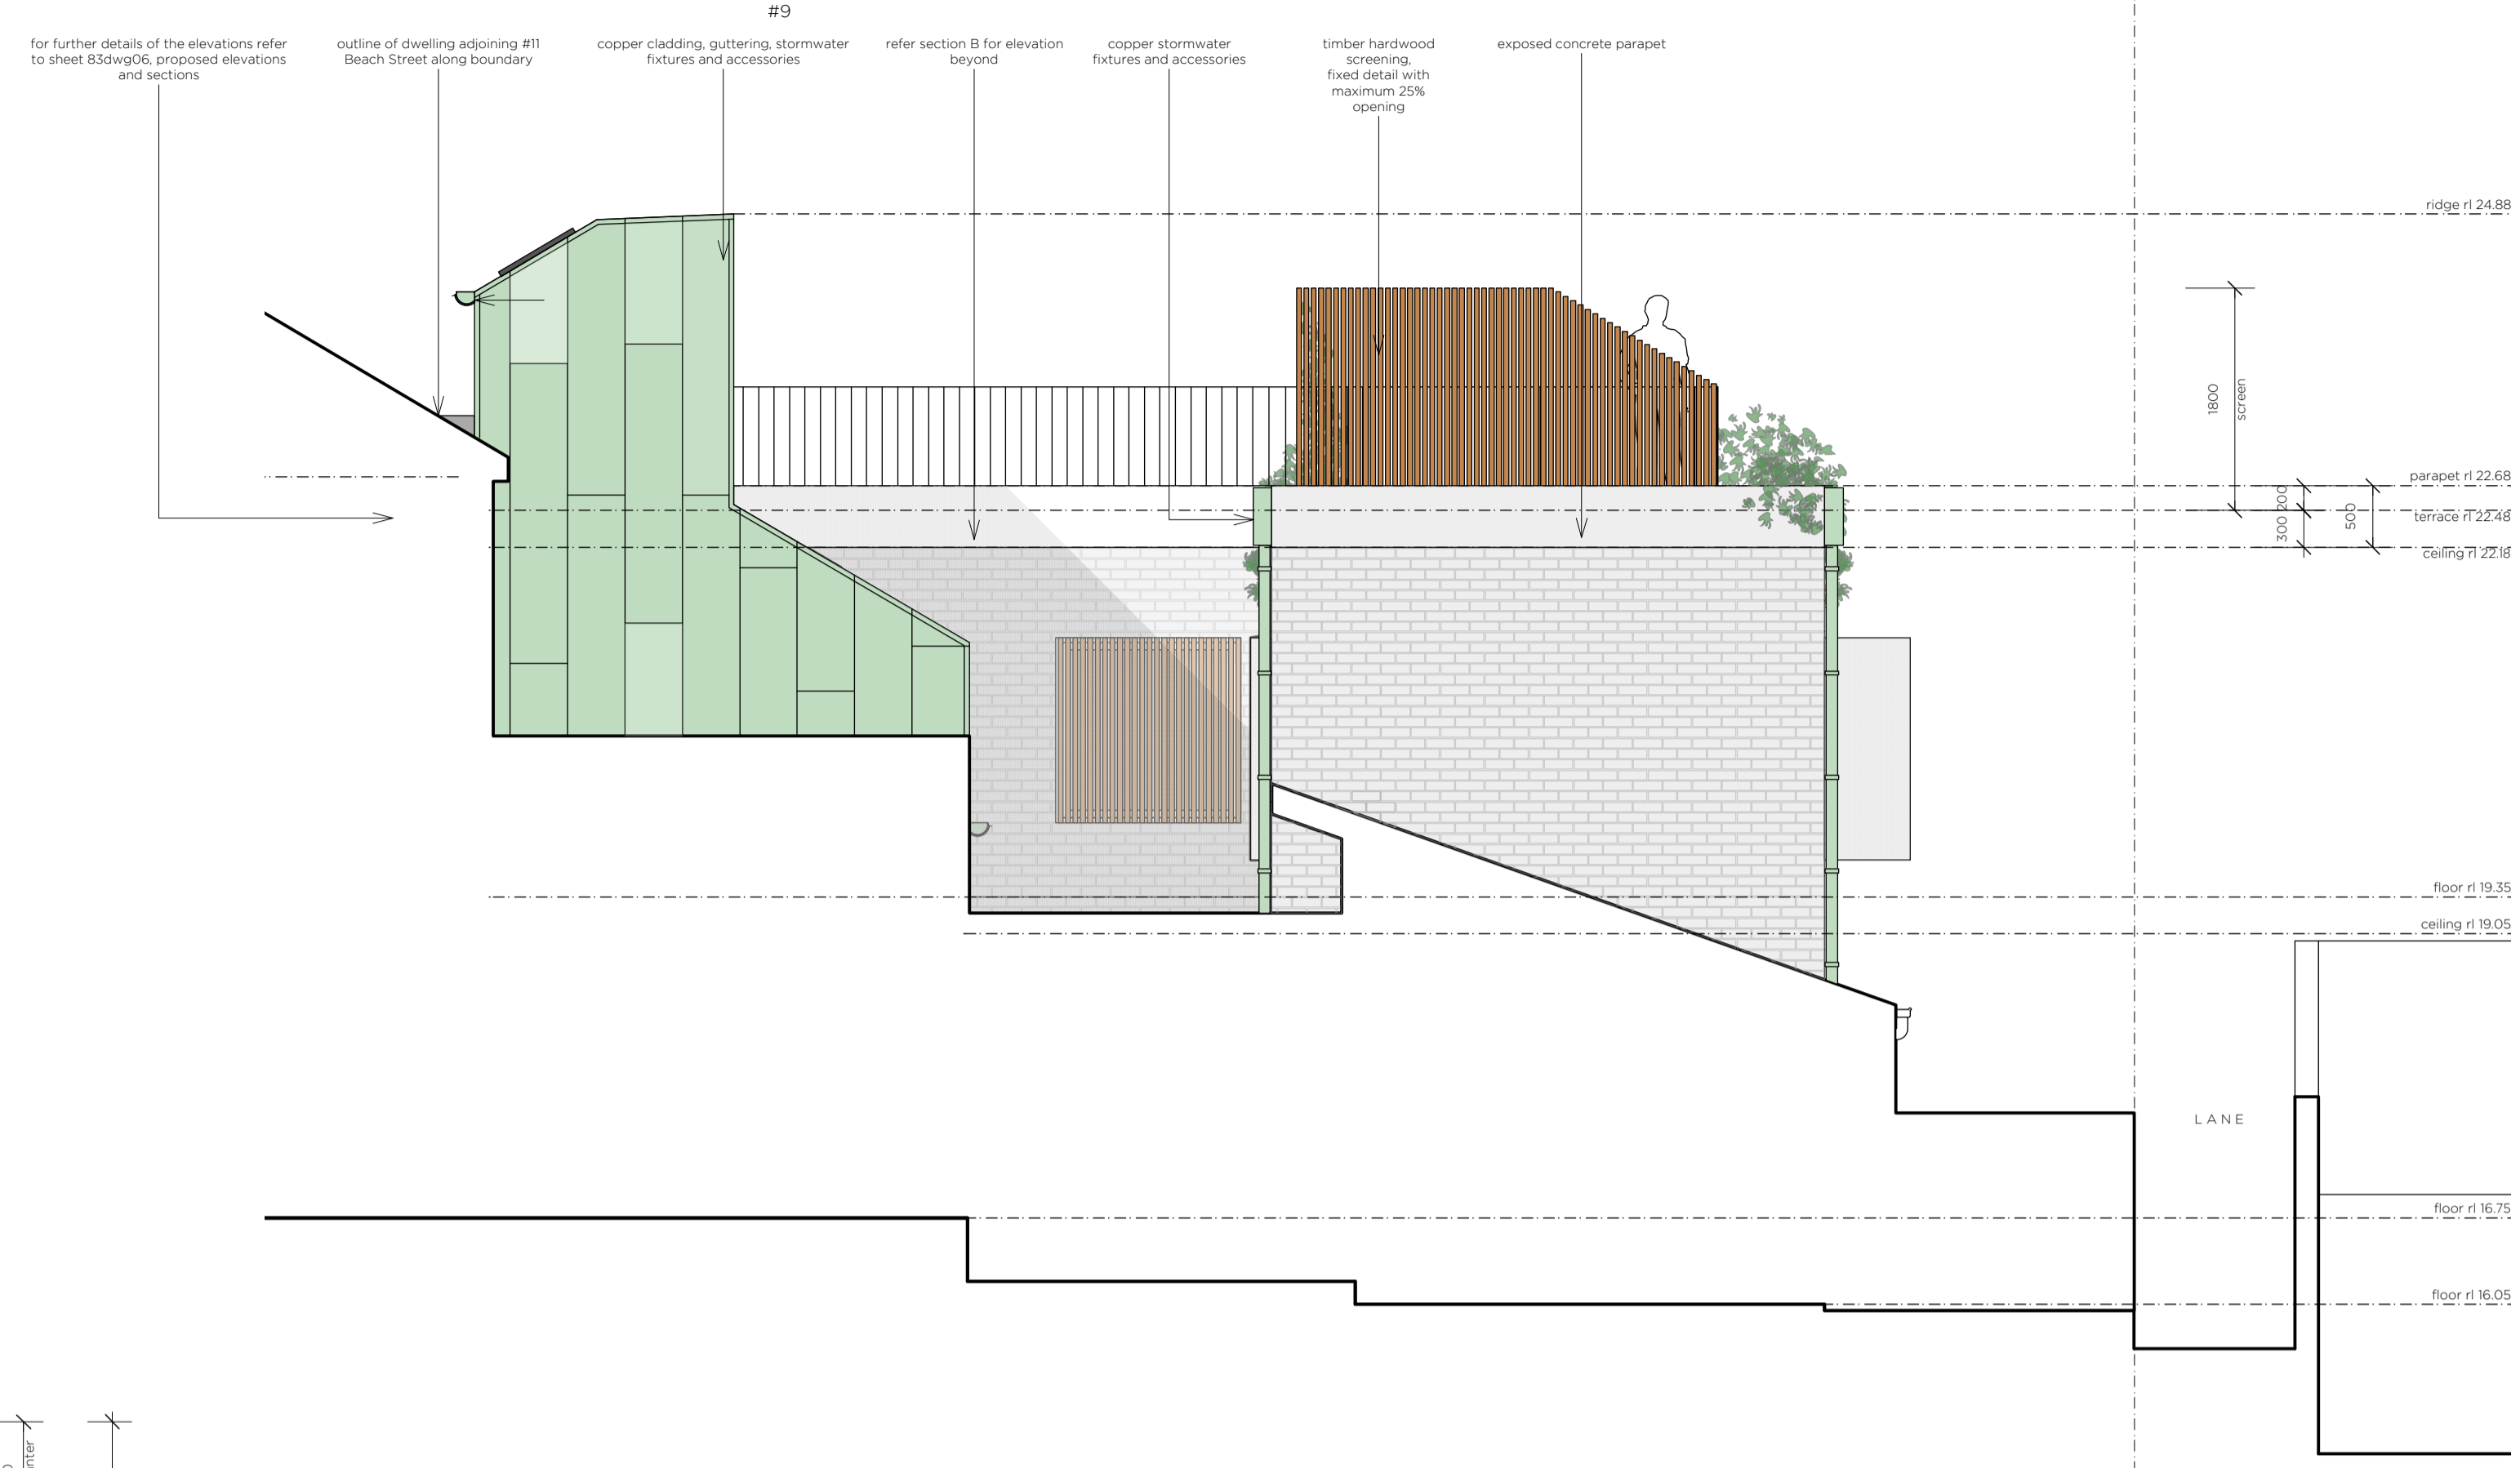 #9
for further details of the elevations refer
to sheet 83dwg06, proposed elevations
and sections
outline of dwelling adjoining #11
Beach Street along boundary
copper cladding, guttering, stormwater
fixtures and accessories
refer section B for elevation
beyond
copper stormwater
fixtures and accessories
timber hardwood
screening,
fixed detail with
maximum 25%
opening
exposed concrete parapet
ridge rl 24.88
1800
screen
parapet rl 22.68
200
terrace rl 22.48
300
500
ceiling rl 22.18
floor rl 19.35
ceiling rl 19.05
LANE
floor rl 16.75
floor rl 16.05